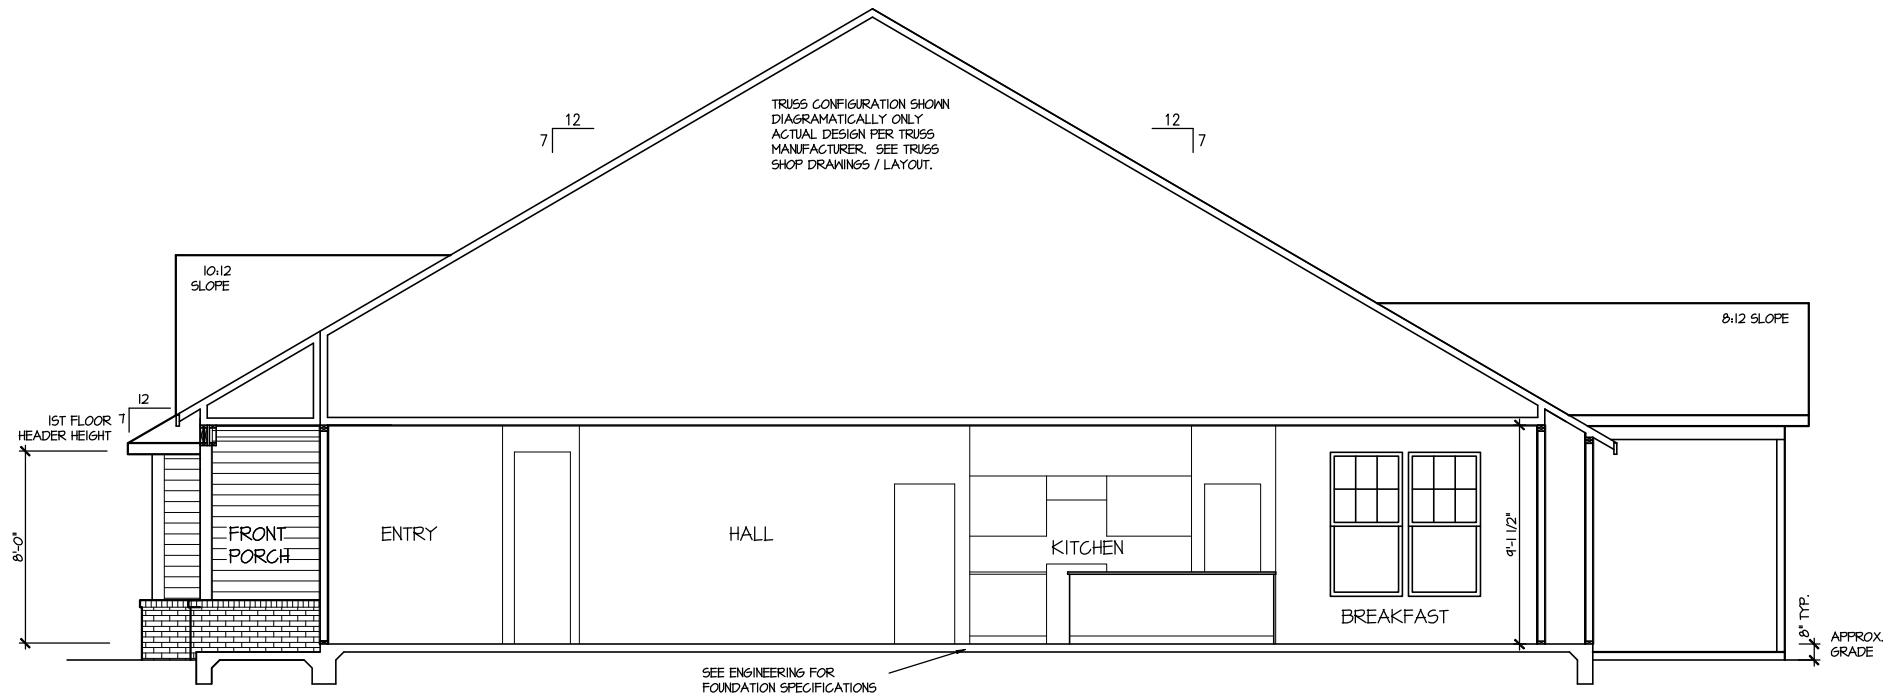 TRUSS CONFIGURATION SHOWN
DIAGRAMATICALLY ONLY
ACTUAL DESIGN PER TRUSS
MANUFACTURER. SEE TRUSS
SHOP DRAWINGS / LAYOUT.
12
7
12
7
10:12
SLOPE
8:12 SLOPE
12
7
1ST FLOOR
HEADER HEIGHT
8'-0"
FRONT
PORCH
ENTRY
HALL
KITCHEN
BREAKFAST
9'-1 1/2"
8" TYP.
APPROX.
GRADE
SEE ENGINEERING FOR
FOUNDATION SPECIFICATIONS